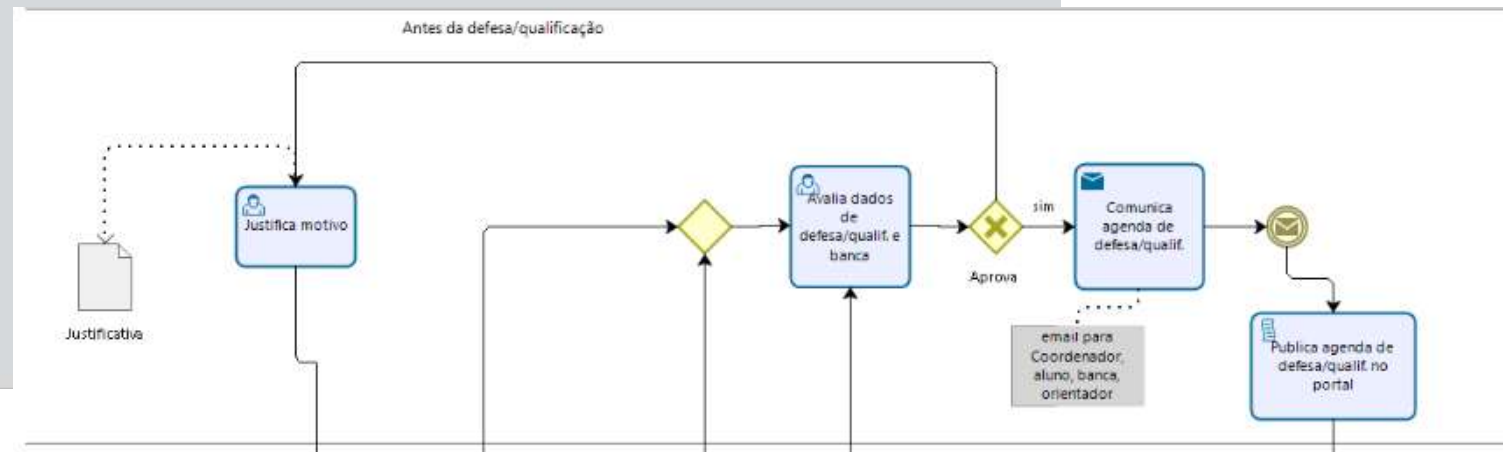 Antes da defesa/qualificação
Justifica motivo
Justificativa
Avalia dados
de
defesa/qualif. e
banca
Aprova
sim
Comunica
agenda de
defesa/qualif.
email para
Coordenador,
aluno, banca,
orientador
Publica agenda de
defesa/qualif. no
portal